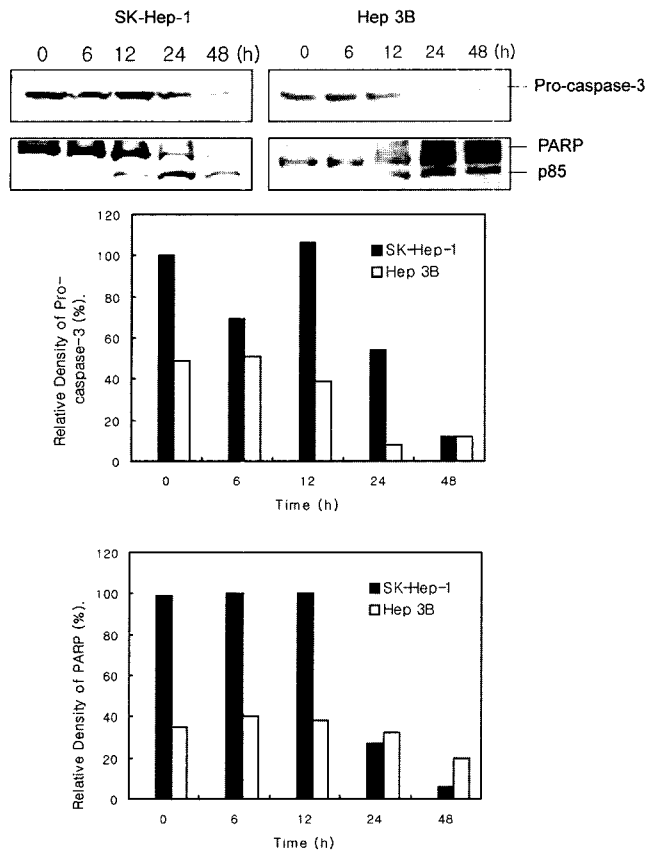 SK-Hep-1 Hep 3B
0 6 12 24 48 (h) 0 6 12 24 48 (h)
Pro-caspase-3
PARP
p85
120
100
80
60
40
20
0
Relative Density of Pro-
caspase-3 (%).
SK-Hep-1
Hep 3B
0 6 12 24 48
Time (h)
120
100
80
60
40
20
0
Relative Density of PARP (%).
SK-Hep-1
Hep 3B
0 6 12 24 48
Time (h)